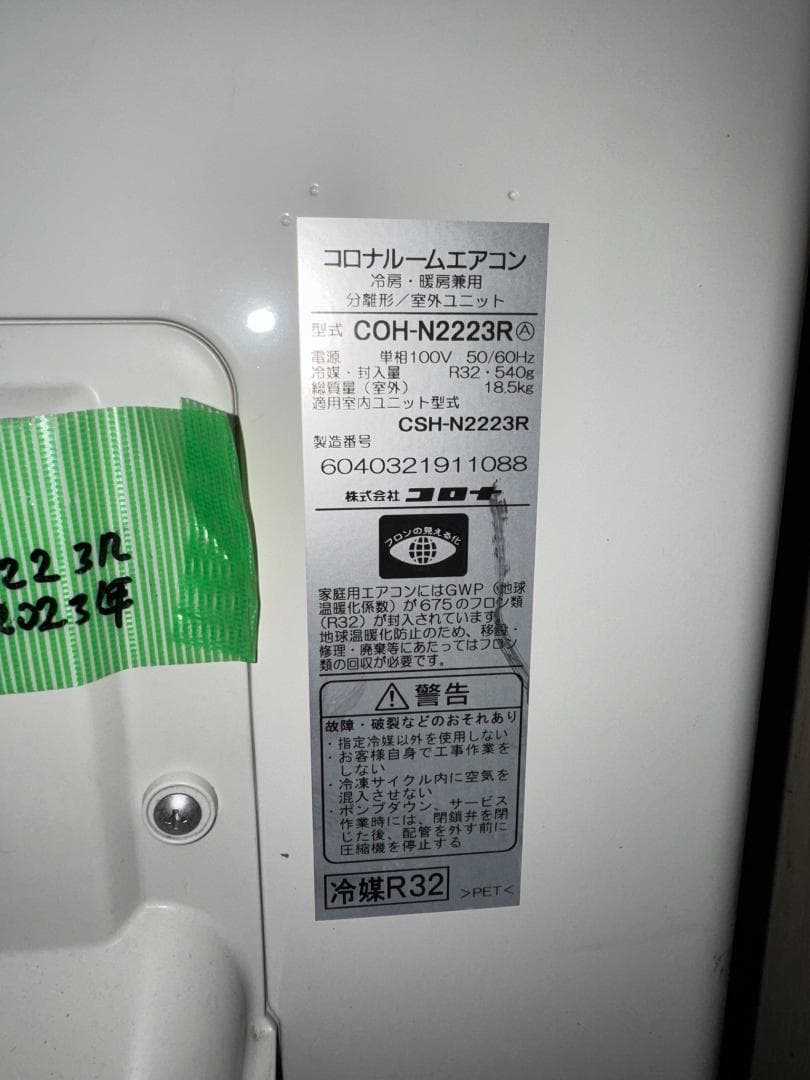 コロナルームエアコン
冷房・暖房兼用
分離形／室外ユニット
型式 COH-N2223RⒶ
電源 単相100V 50/60Hz
冷媒・封入量 R32・540g
総質量（室外） 18.5kg
適用室内ユニット型式
CSH-N2223R
製造番号
6040321911088
株式会社 コロナ
フロンの見える化
家庭用エアコンにはGWP（地球
温暖化係数）が675のフロン類
（R32）が封入されています。
地球温暖化防止のため、移設・
修理・廃棄等にあたってはフロン
類の回収が必要です。
警告
故障・破裂などのおそれあり
・指定冷媒以外を使用しない
・お客様自身で工事作業を
しない
・冷凍サイクル内に空気を
混入させない
・ポンプダウン、サービス
作業時には、閉鎖弁を閉
じた後、配管を外す前に
圧縮機を停止する
冷媒R32 >PET<
223R
2023年